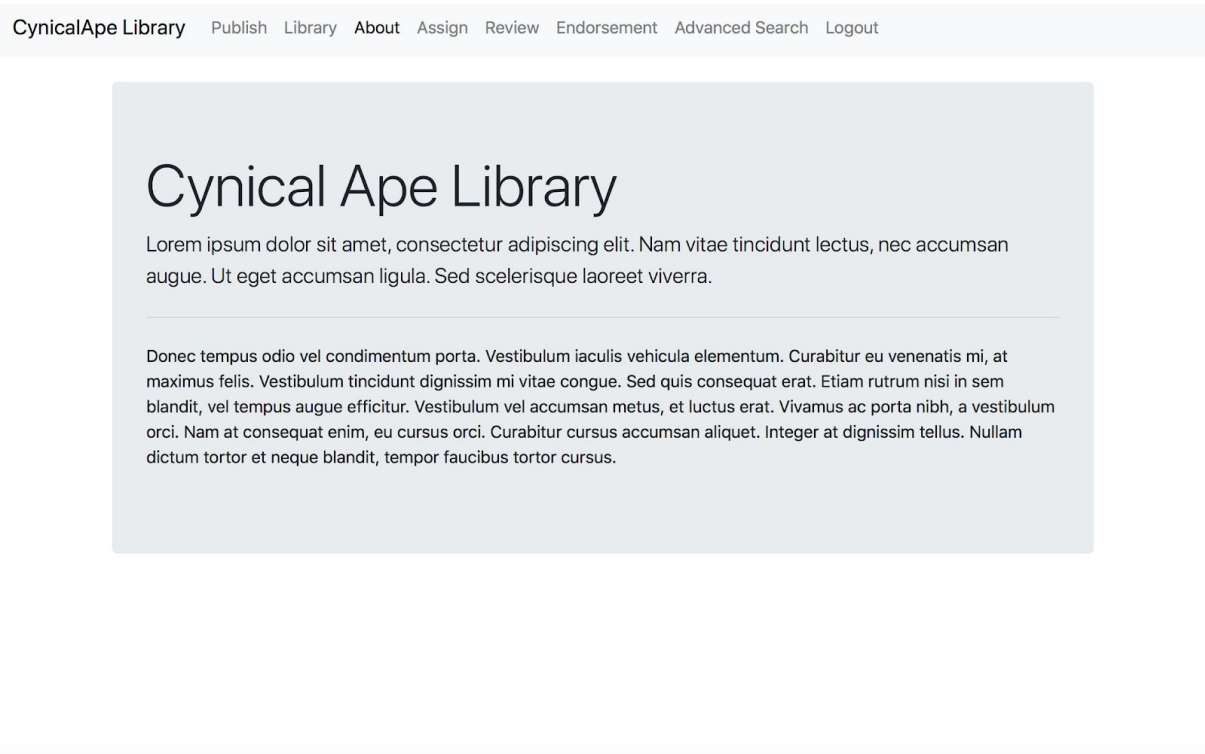 CynicalApe Library Publish Library About Assign Review Endorsement Advanced Search Logout
Cynical Ape Library
Lorem ipsum dolor sit amet, consectetur adipiscing elit. Nam vitae tincidunt lectus, nec accumsan
augue. Ut eget accumsan ligula. Sed scelerisque laoreet viverra.
Donec tempus odio vel condimentum porta. Vestibulum iaculis vehicula elementum. Curabitur eu venenatis mi, at
maximus felis. Vestibulum tincidunt dignissim mi vitae congue. Sed quis consequat erat. Etiam rutrum nisi in sem
blandit, vel tempus augue efficitur. Vestibulum vel accumsan metus, et luctus erat. Vivamus ac porta nibh, a vestibulum
orci. Nam at consequat enim, eu cursus orci. Curabitur cursus accumsan aliquet. Integer at dignissim tellus. Nullam
dictum tortor et neque blandit, tempor faucibus tortor cursus.